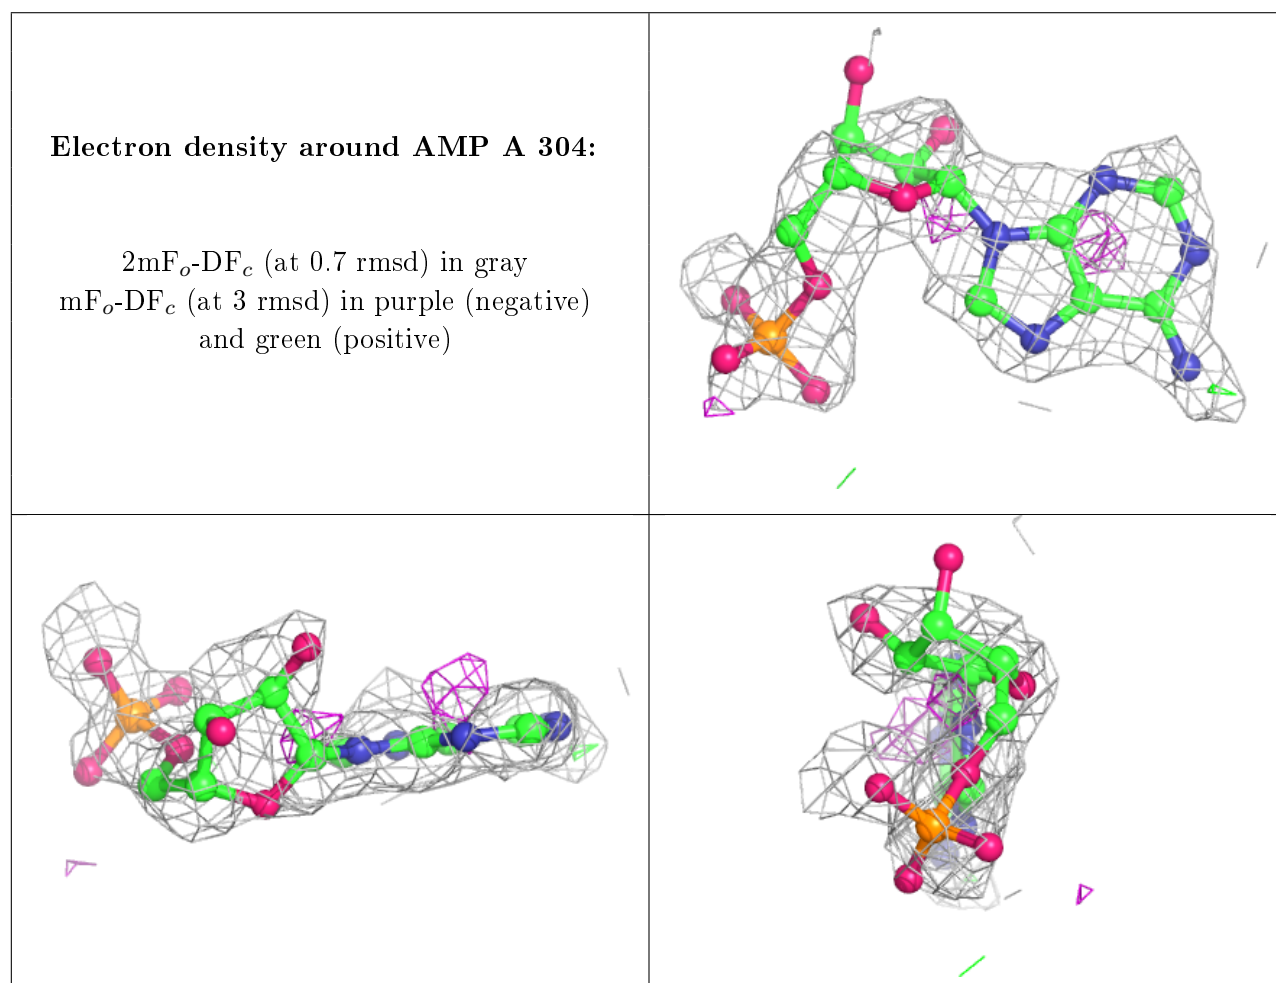 Electron density around AMP A 304:
2mFo-DFc (at 0.7 rmsd) in gray
mFo-DFc (at 3 rmsd) in purple (negative)
and green (positive)